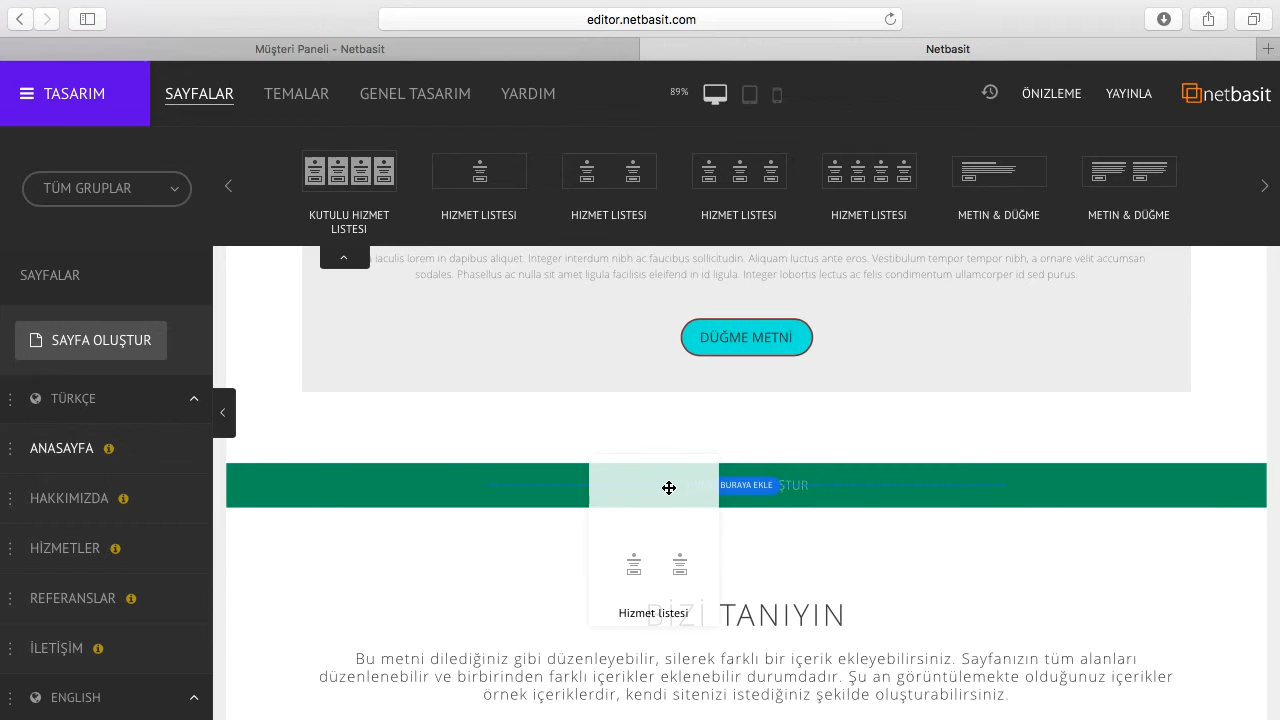 editor.netbasit.com
Müşteri Paneli - Netbasit
Netbasit
TASARIM
SAYFALAR
TEMALAR
GENEL TASARIM
YARDIM
89%
ÖNIZLEME
YAYINLA
netbasit
TÜM GRUPLAR
KUTULU HIZMET
LISTESI
HIZMET LISTESI
HIZMET LISTESI
HIZMET LISTESI
HIZMET LISTESI
METIN & DÜĞME
METIN & DÜĞME
SAYFALAR
SAYFA OLUŞTUR
TÜRKÇE
ANASAYFA
HAKKIMIZDA
HİZMETLER
REFERANSLAR
İLETİŞİM
ENGLISH
iaculis lorem in dapibus aliquet. Integer interdum nibh ac faucibus sollicitudin. Aliquam luctus ante eros. Vestibulum tempor tempor nibh, a ornare velit accumsan
sodales. Phasellus ac nulla sit amet ligula facilisis eleifend in id ligula. Integer lobortis lectus ac felis condimentum ullamcorper id sed purus.
DÜĞME METNİ
BURAYA EKLE
Hizmet listesi
BİZİ TANIYIN
Bu metni dilediğiniz gibi düzenleyebilir, silerek farklı bir içerik ekleyebilirsiniz. Sayfanızın tüm alanları
düzenlenebilir ve birbirinden farklı içerikler eklenebilir durumdadır. Şu an görüntülemekte olduğunuz içerikler
örnek içeriklerdir, kendi sitenizi istediğiniz şekilde oluşturabilirsiniz.